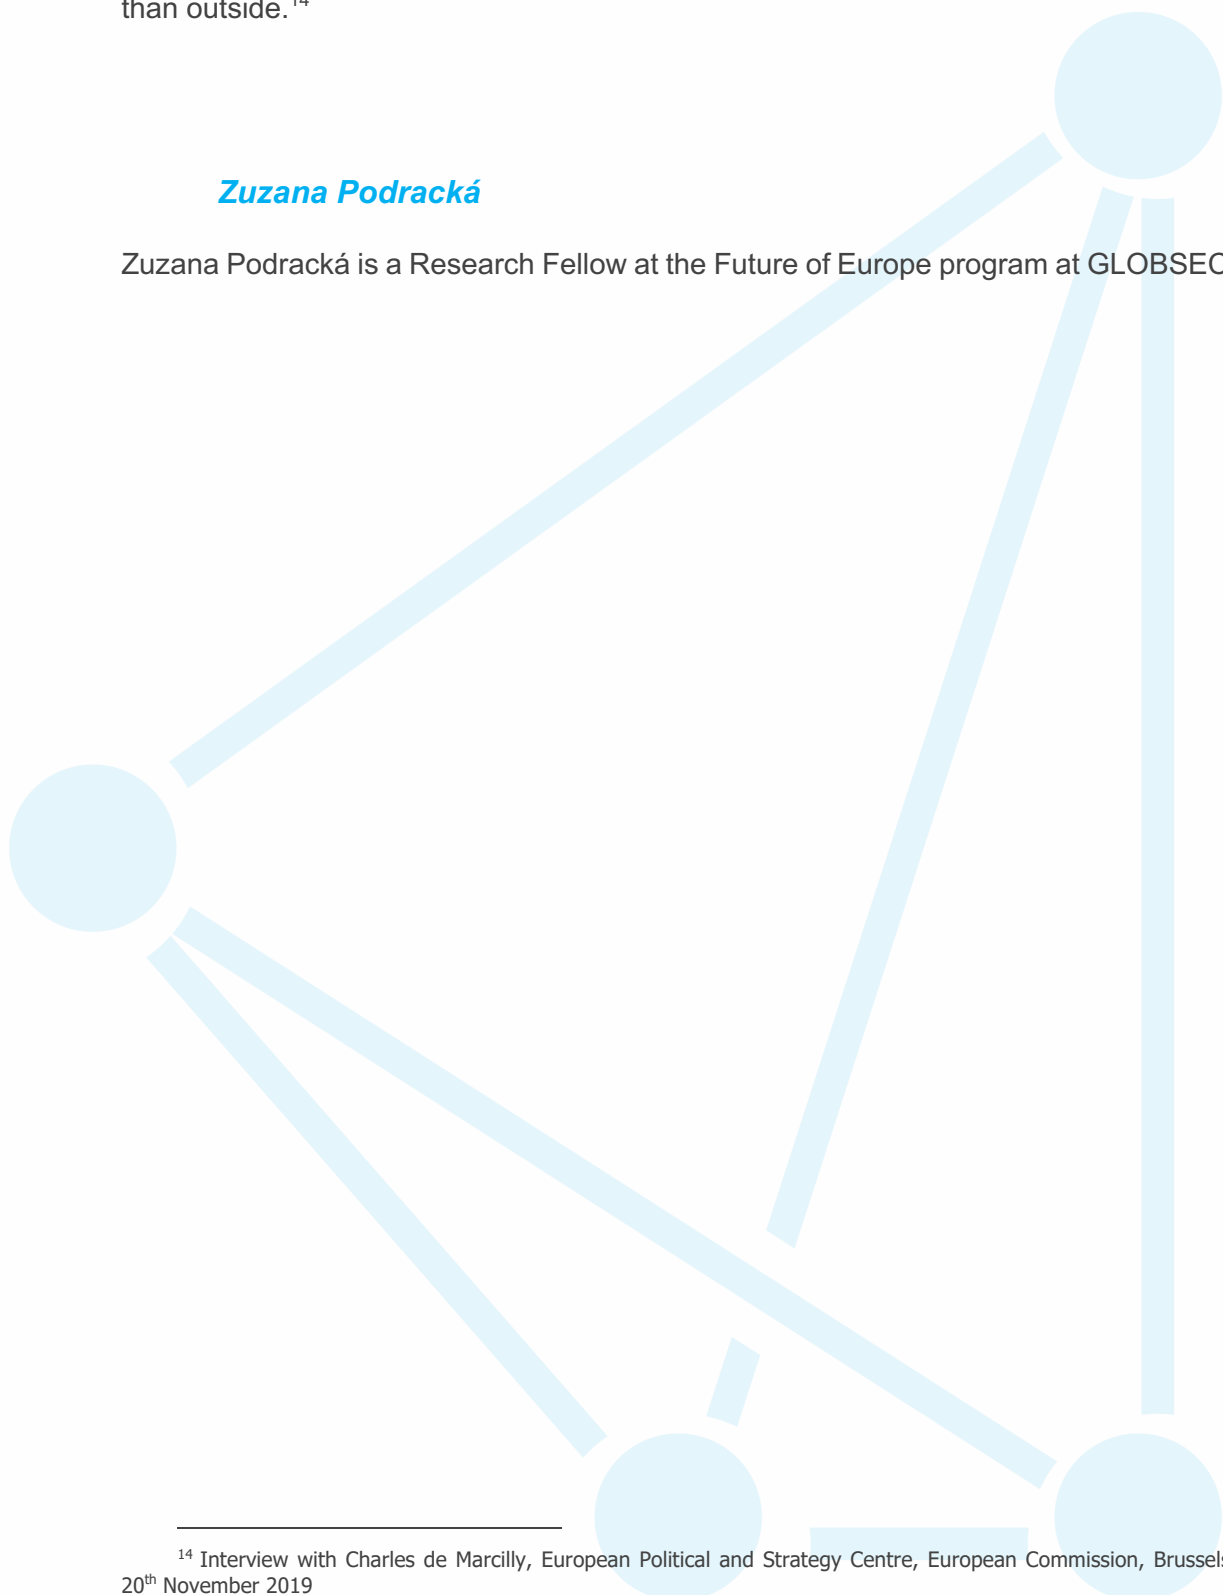 than outside.14
Zuzana Podracká
Zuzana Podracká is a Research Fellow at the Future of Europe program at GLOBSEC
14 Interview with Charles de Marcilly, European Political and Strategy Centre, European Commission, Brussels
20th November 2019